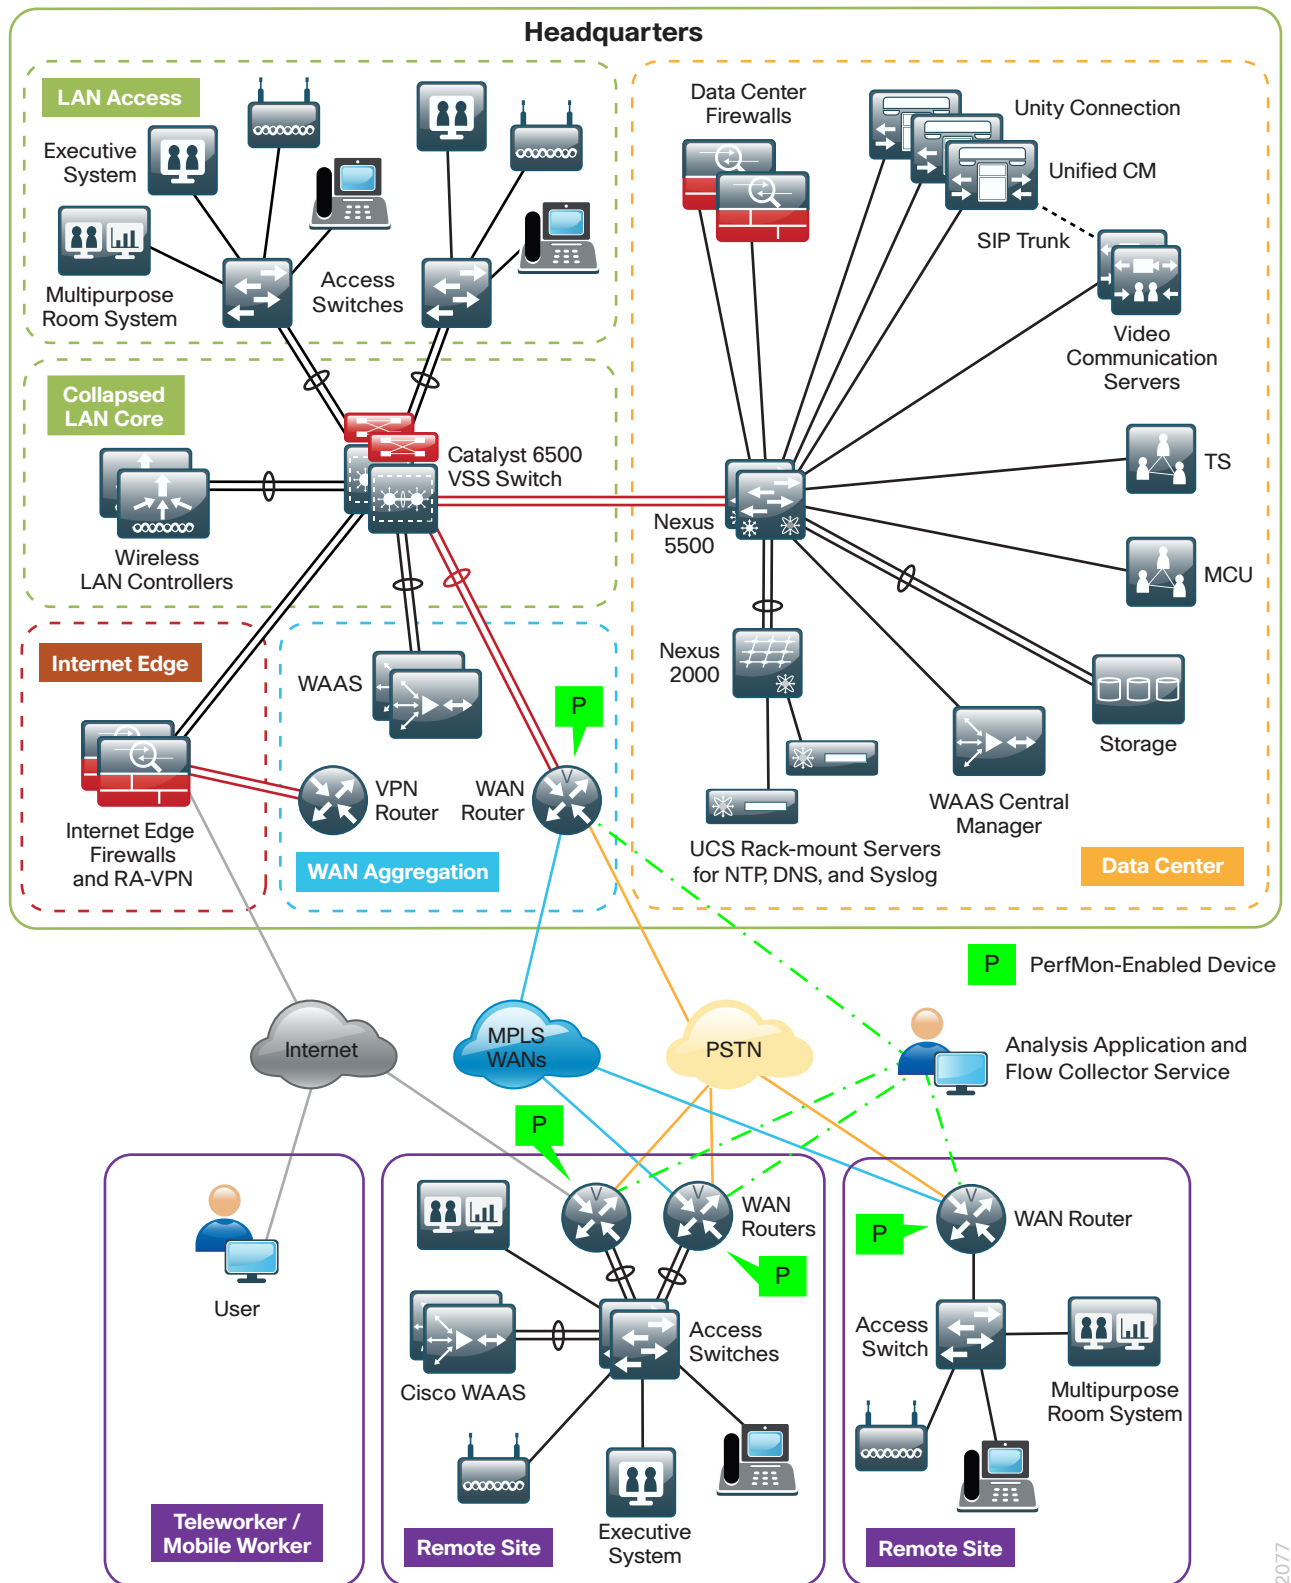 Headquarters
LAN Access
Executive
System
Multipurpose
Room System
Access
Switches
Data Center
Firewalls
Unity Connection
Unified CM
SIP Trunk
Video
Communication
Servers
Collapsed
LAN Core
Catalyst 6500
VSS Switch
Wireless
LAN Controllers
Nexus
5500
TS
MCU
Nexus
2000
Storage
WAAS Central
Manager
UCS Rack-mount Servers
for NTP, DNS, and Syslog
Data Center
Internet Edge
Internet Edge
Firewalls
and RA-VPN
WAAS
P
VPN
Router
WAN
Router
V
WAN Aggregation
P
PerfMon-Enabled Device
Internet
MPLS
WANs
PSTN
Analysis Application and
Flow Collector Service
User
Teleworker /
Mobile Worker
P
V
V
WAN
Routers
P
Access
Switches
Cisco WAAS
Executive
System
Remote Site
P
V
WAN Router
Access
Switch
Multipurpose
Room System
Remote Site
2077